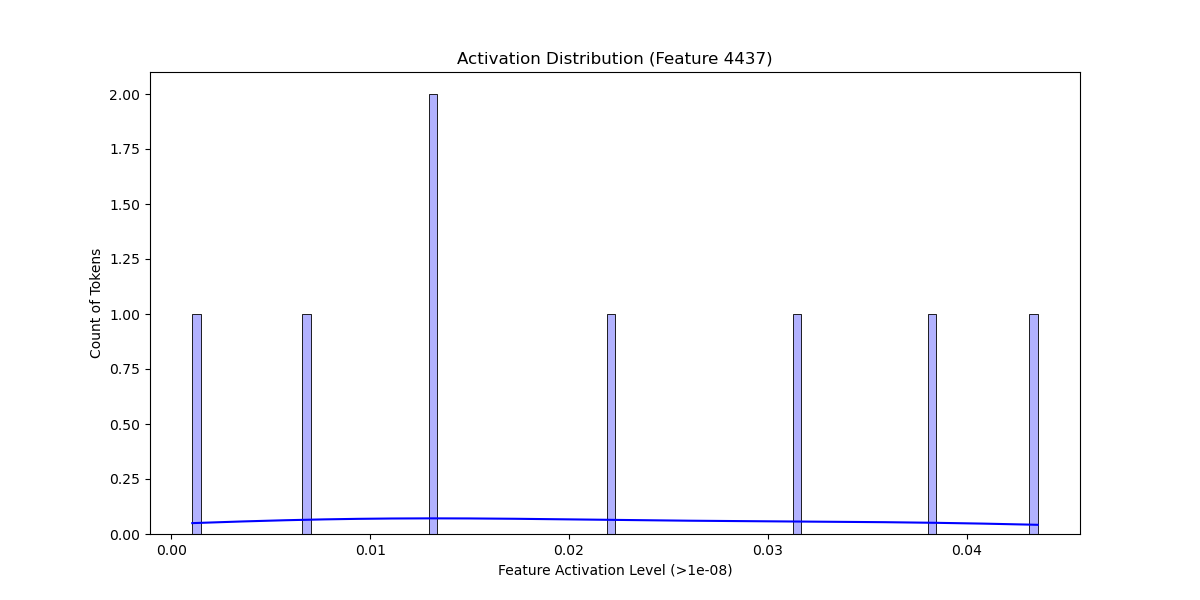 Activation Distribution (Feature 4437)
2.00
1.75
1.50
1.25
1.00
0.75
0.50
0.25
0.00
Count of Tokens
0.00 0.01 0.02 0.03 0.04
Feature Activation Level (>1e-08)